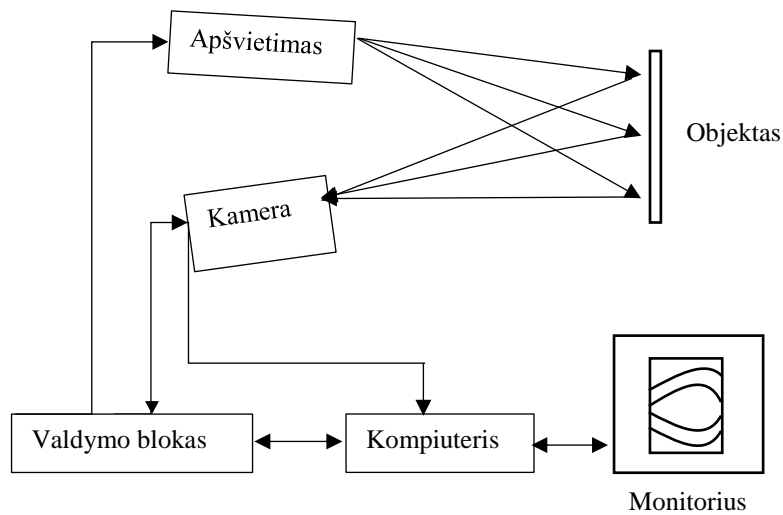 Apšvietimas
Objektas
Kamera
Valdymo blokas
Kompiuteris
Monitorius